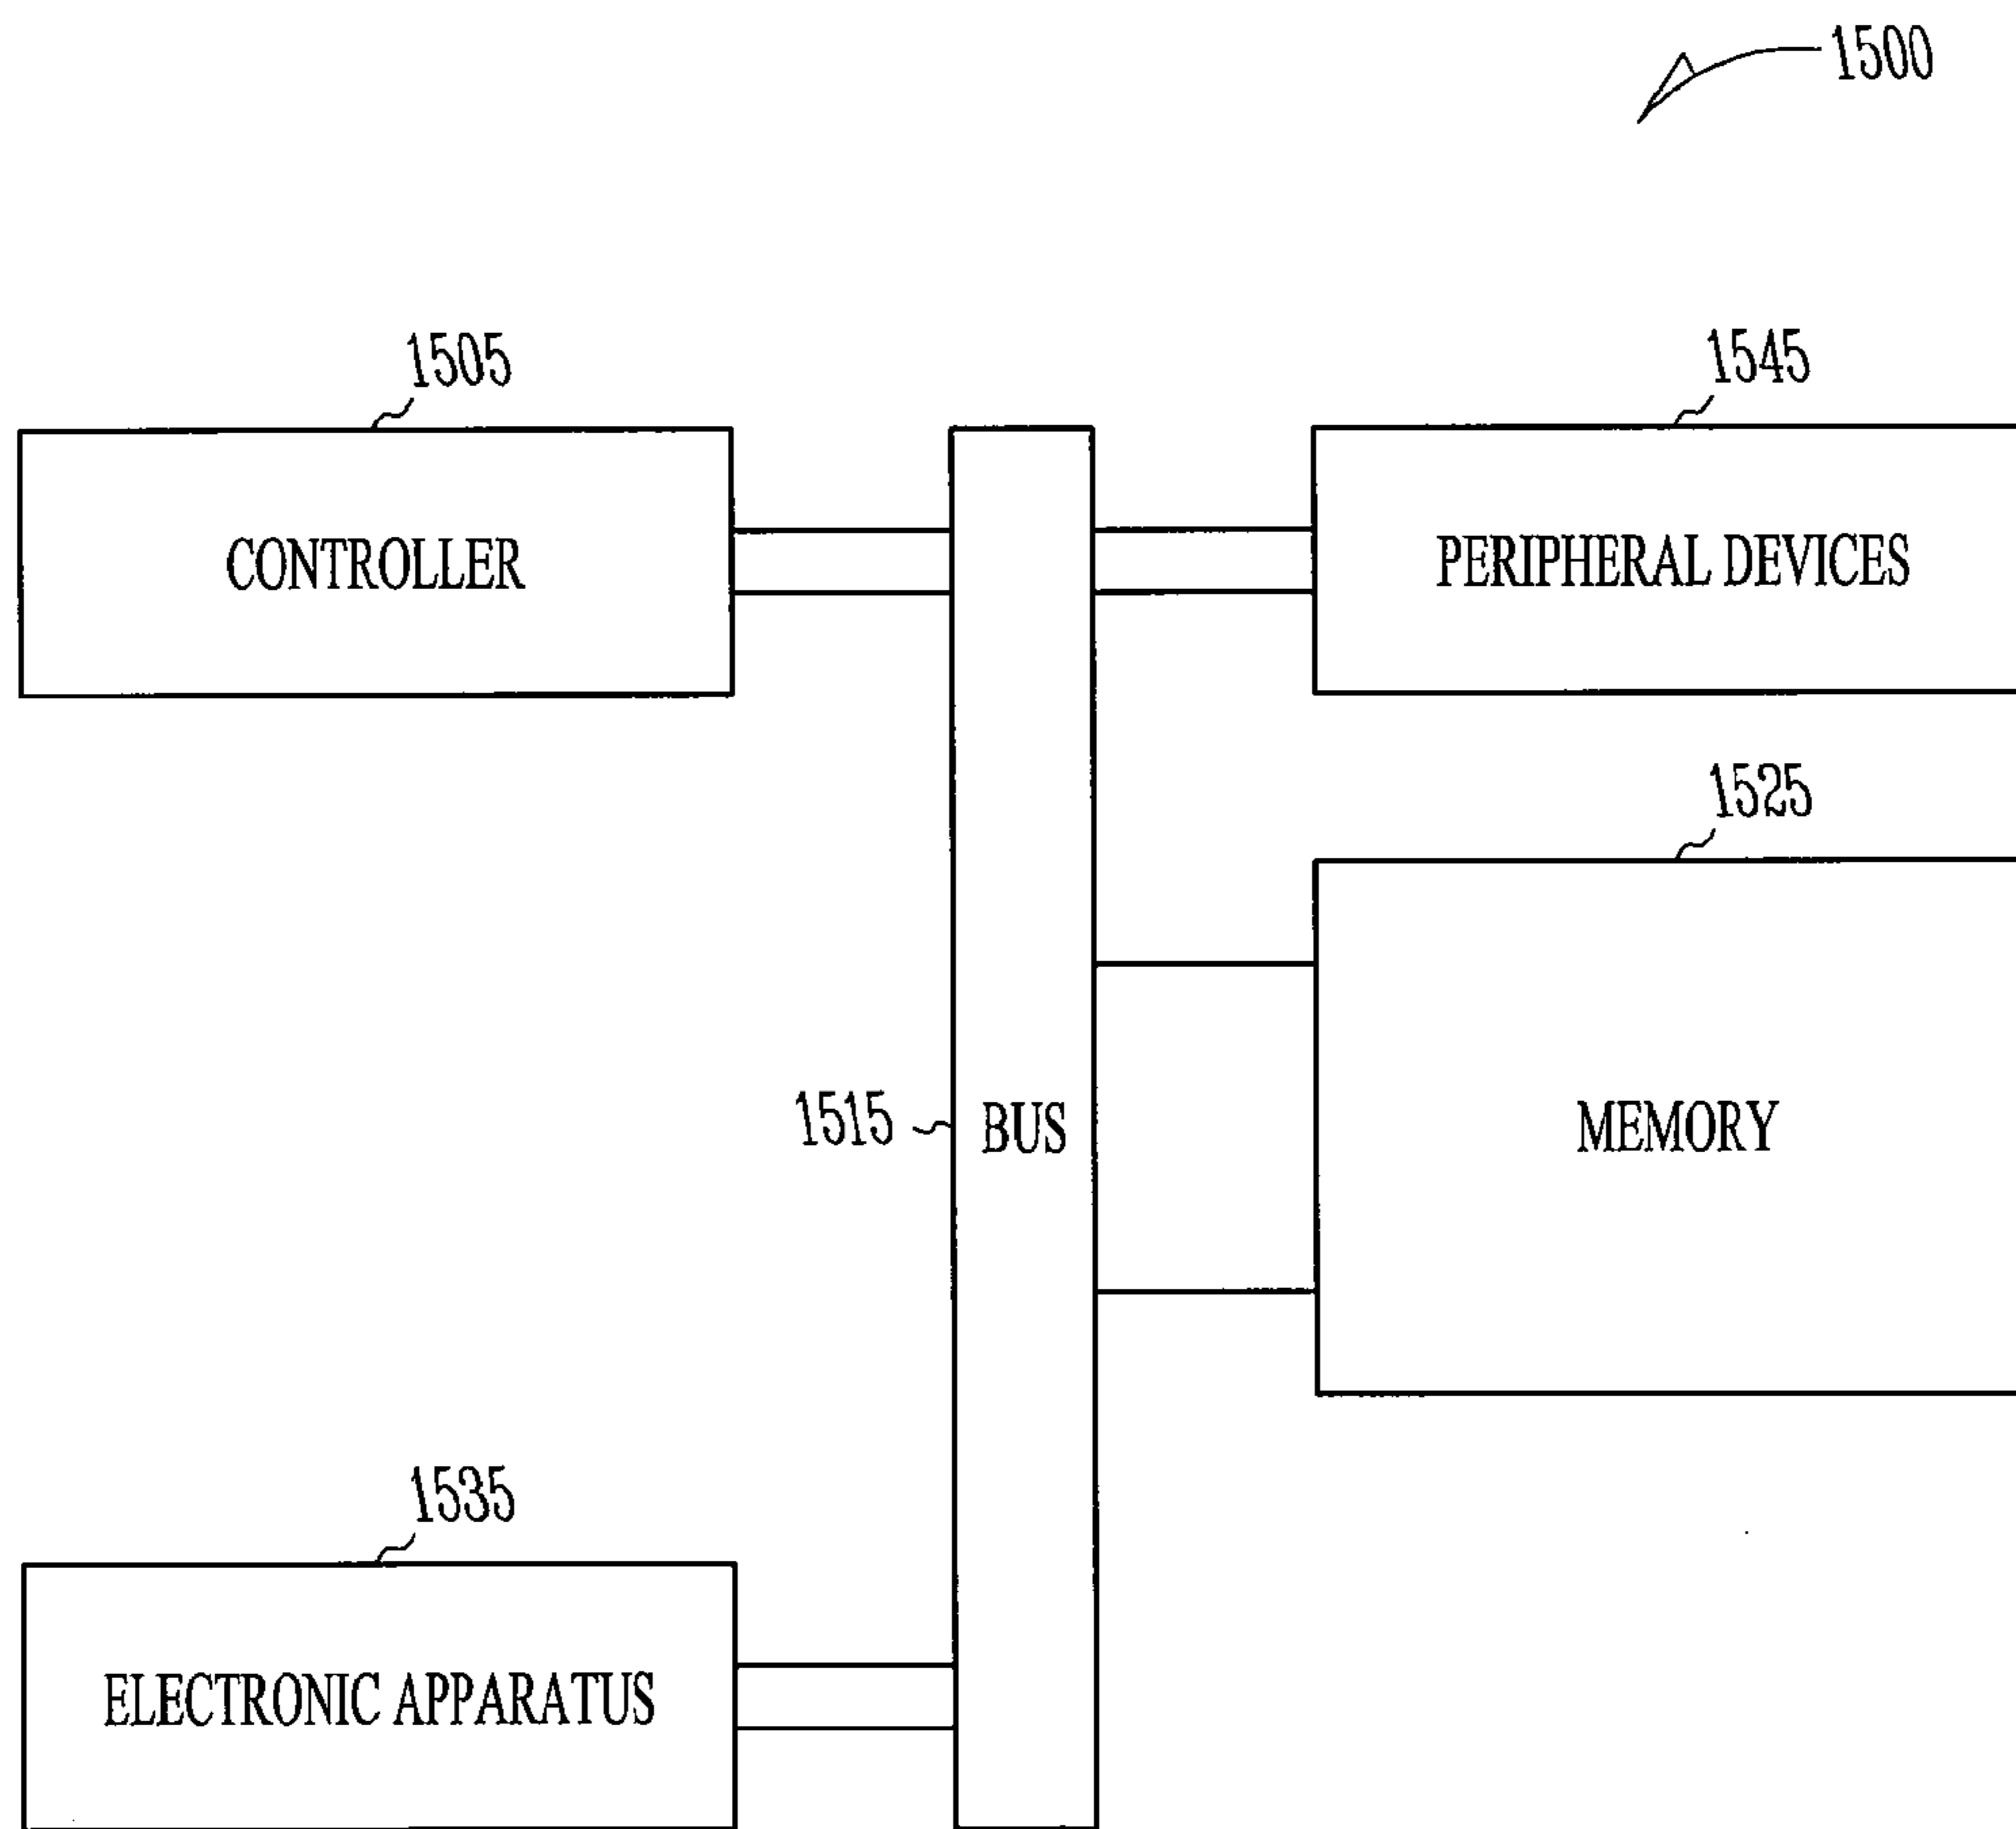 1500
1505
1545
CONTROLLER
PERIPHERAL DEVICES
1525
1515
BUS
MEMORY
1535
ELECTRONIC APPARATUS